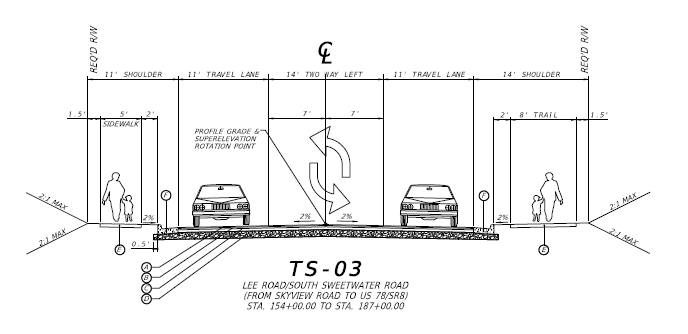 REQ'D R/W
REQ'D R/W
℄
11' SHOULDER
11' TRAVEL LANE
14' TWO WAY LEFT
11' TRAVEL LANE
14' SHOULDER
1.5'
5'
2'
7'
7'
2'
8' TRAIL
1.5'
SIDEWALK
PROFILE GRADE &
SUPERELEVATION
ROTATION POINT
2:1 MAX
2%
F
2%
2%
F
2%
2:1 MAX
2:1 MAX
E
0.5'
E
2:1 MAX
A
B
C
D
TS-03
LEE ROAD/SOUTH SWEETWATER ROAD
(FROM SKYVIEW ROAD TO US 78/SR8)
STA. 154+00.00 TO STA. 187+00.00